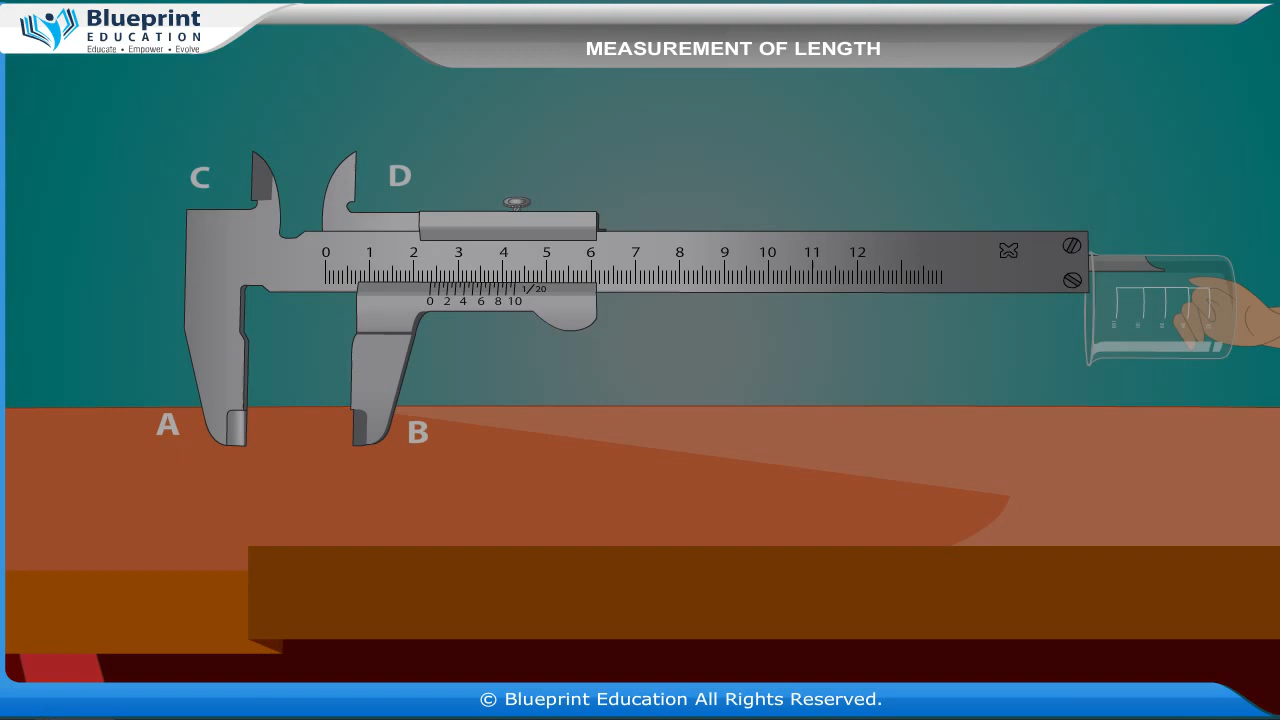 Blueprint
EDUCATION
Educate • Empower • Evolve
MEASUREMENT OF LENGTH
C
D
0 1 2 3 4 5 6 7 8 9 10 11 12
1/20
0 2 4 6 8 10
A
B
© Blueprint Education All Rights Reserved.